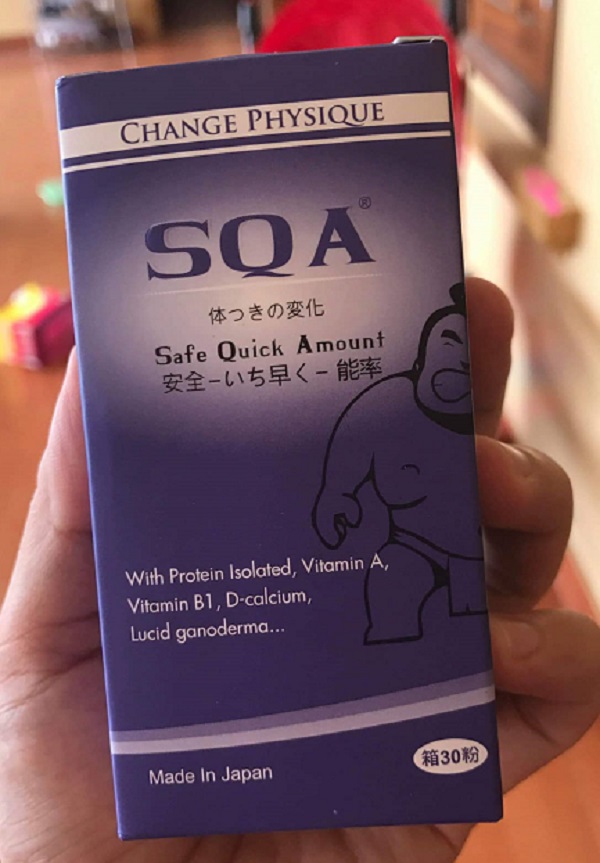 CHANGE PHYSIQUE
SQA®
体つきの変化
Safe Quick Amount
安全-いち早く-能率
With Protein Isolated, Vitamin A,
Vitamin B1, D-calcium,
Lucid ganoderma...
Made In Japan
箱30粉